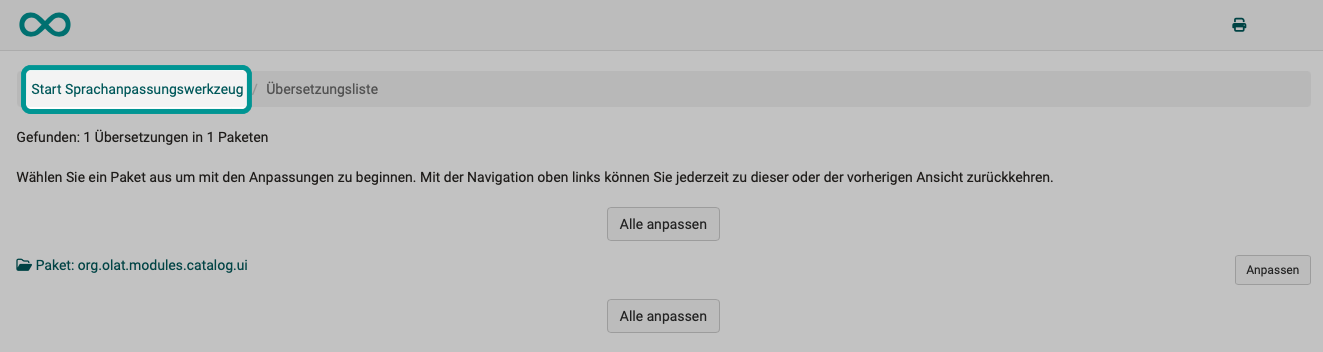 Start Sprachanpassungswerkzeug / Übersetzungsliste
Gefunden: 1 Übersetzungen in 1 Paketen
Wählen Sie ein Paket aus um mit den Anpassungen zu beginnen. Mit der Navigation oben links können Sie jederzeit zu dieser oder der vorherigen Ansicht zurückkehren.
Alle anpassen
Paket: org.olat.modules.catalog.ui Anpassen
Alle anpassen